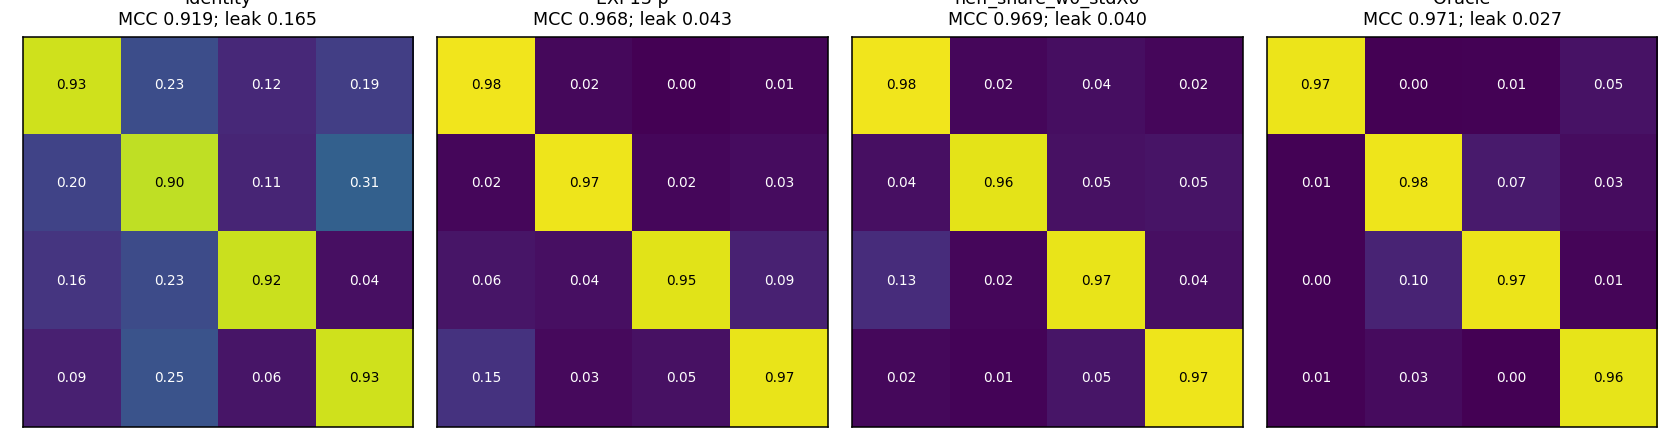 Identity
MCC 0.919; leak 0.165
MCC 0.968; leak 0.043
MCC 0.969; leak 0.040
Oracle
MCC 0.971; leak 0.027
0.93 0.23 0.12 0.19
0.20 0.90 0.11 0.31
0.16 0.23 0.92 0.04
0.09 0.25 0.06 0.93
0.98 0.02 0.00 0.01
0.02 0.97 0.02 0.03
0.06 0.04 0.95 0.09
0.15 0.03 0.05 0.97
0.98 0.02 0.04 0.02
0.04 0.96 0.05 0.05
0.13 0.02 0.97 0.04
0.02 0.01 0.05 0.97
0.97 0.00 0.01 0.05
0.01 0.98 0.07 0.03
0.00 0.10 0.97 0.01
0.01 0.03 0.00 0.96